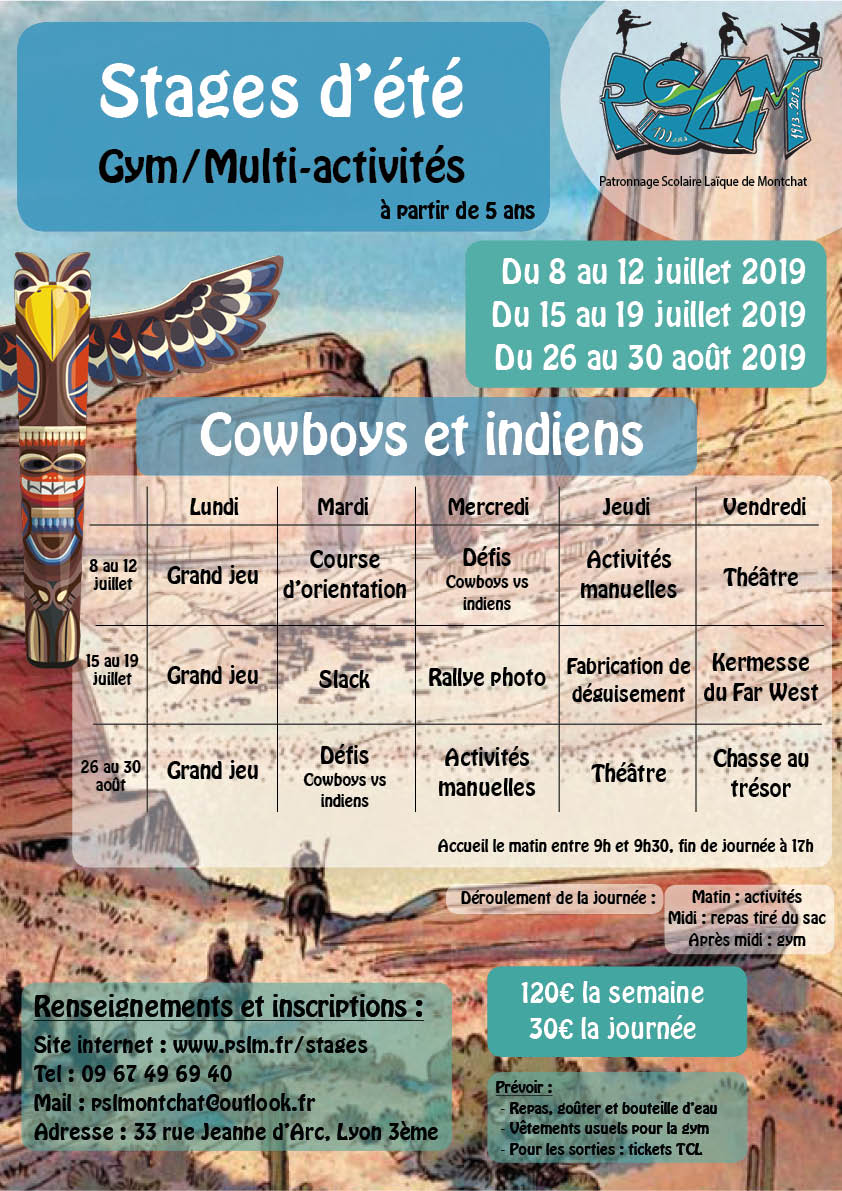 Stages d'été
Gym/Multi-activités
à partir de 5 ans
PSLM
1913-2013
Patronnage Scolaire Laïque de Montchat
Du 8 au 12 juillet 2019
Du 15 au 19 juillet 2019
Du 26 au 30 août 2019
Cowboys et indiens
Lundi Mardi Mercredi Jeudi Vendredi
8 au 12
juillet
Grand jeu
Course
d'orientation
Défis
Cowboys vs
indiens
Activités
manuelles
Théâtre
15 au 19
juillet
Grand jeu
Slack
Rallye photo
Fabrication de
déguisement
Kermesse
du Far West
26 au 30
août
Grand jeu
Défis
Cowboys vs
indiens
Activités
manuelles
Théâtre
Chasse au
trésor
Accueil le matin entre 9h et 9h30, fin de journée à 17h
Déroulement de la journée :
Matin : activités
Midi : repas tiré du sac
Après midi : gym
120€ la semaine
30€ la journée
Renseignements et inscriptions :
Site internet : www.pslm.fr/stages
Tel : 09 67 49 69 40
Mail : pslmontchat@outlook.fr
Adresse : 33 rue Jeanne d'Arc, Lyon 3ème
Prévoir :
- Repas, goûter et bouteille d'eau
- Vêtements usuels pour la gym
- Pour les sorties : tickets TCL